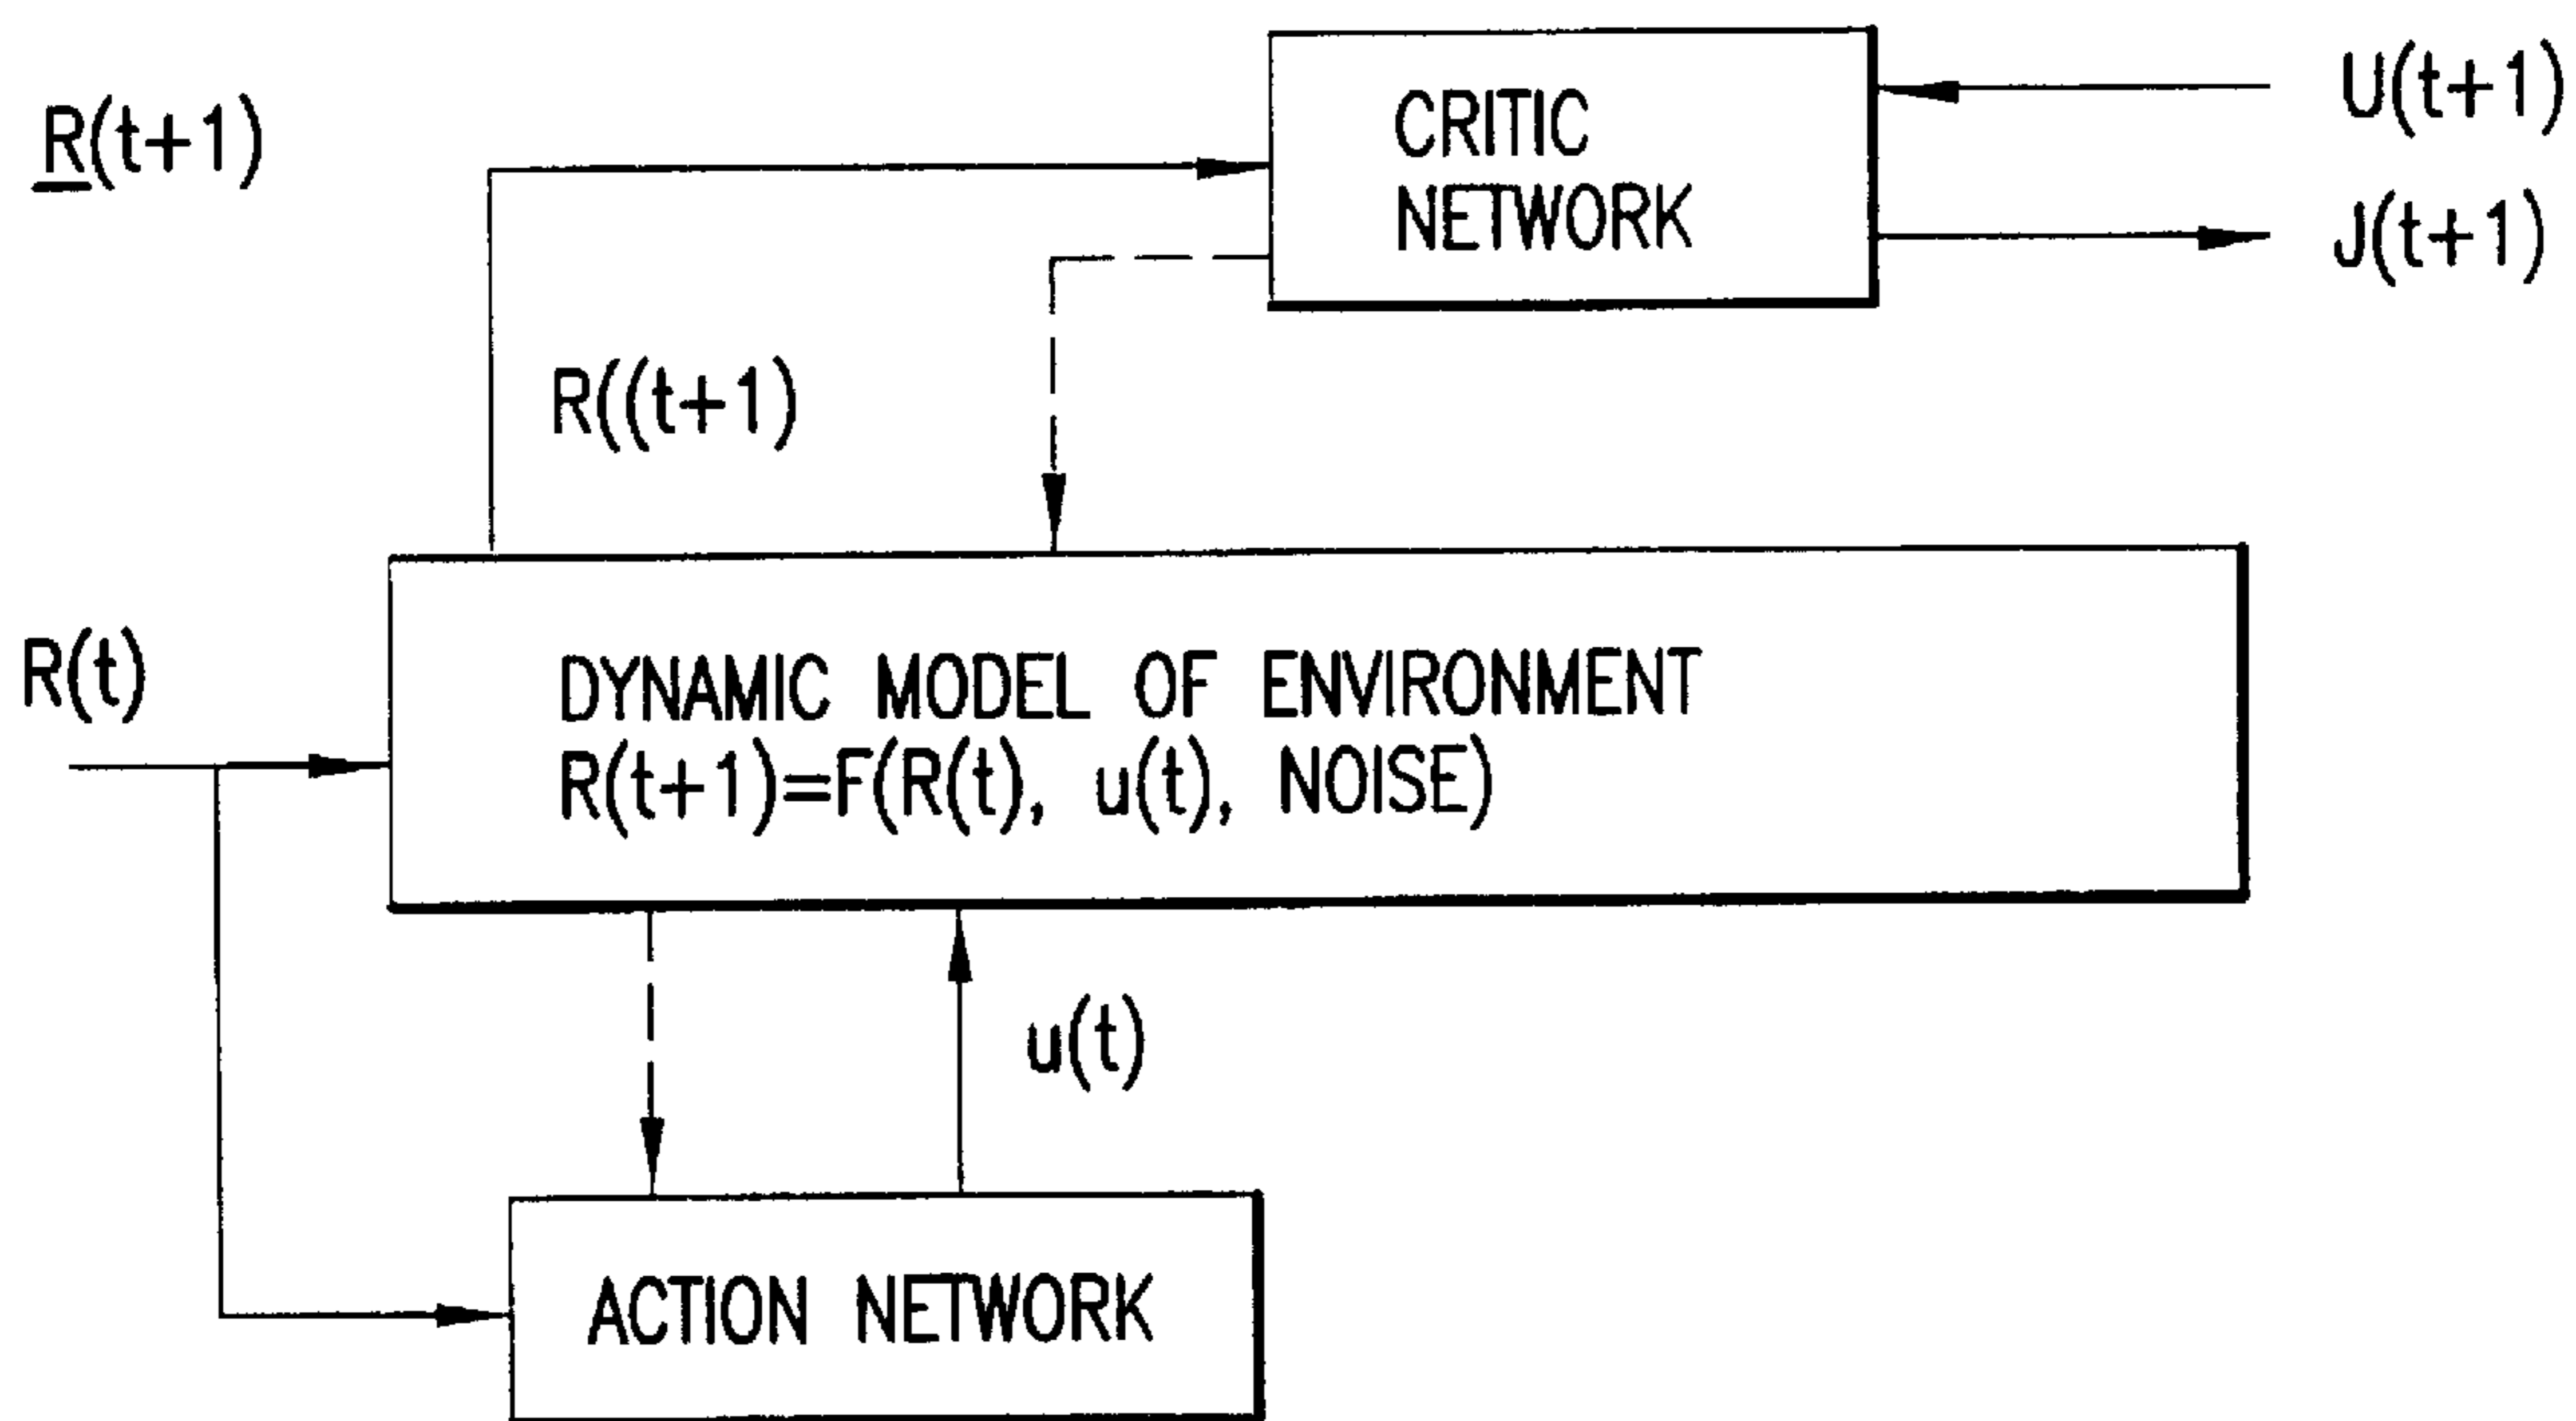 U(t+1)
R(t+1)
CRITIC
NETWORK
J(t+1)
R((t+1)
R(t)
DYNAMIC MODEL OF ENVIRONMENT
R(t+1)=F(R(t), u(t), NOISE)
u(t)
ACTION NETWORK